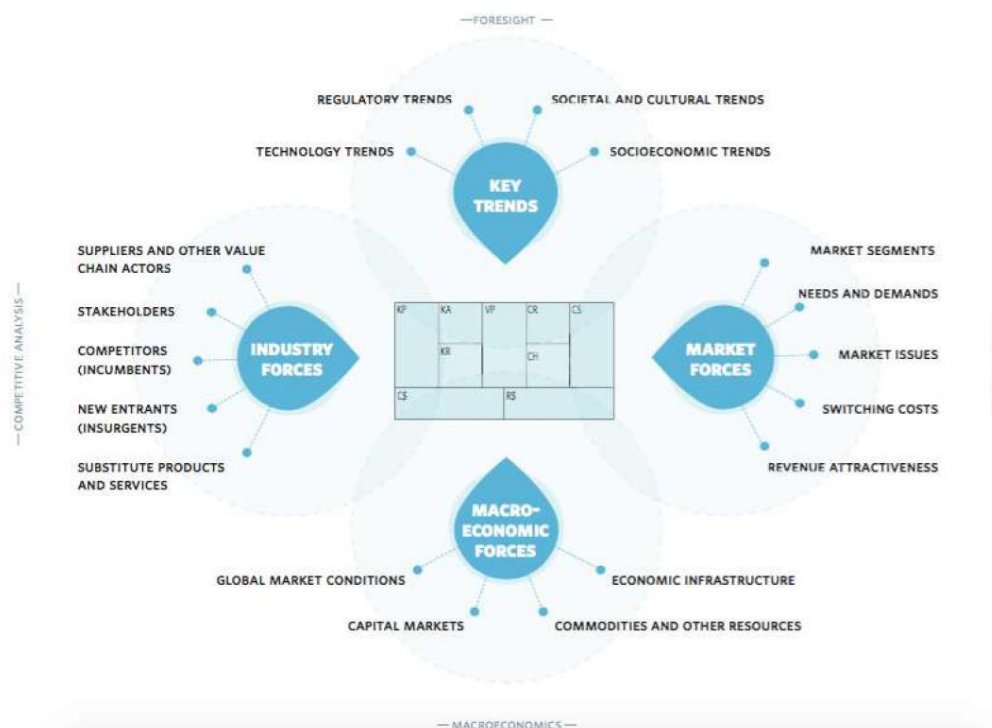 —FORESIGHT —
REGULATORY TRENDS
SOCIETAL AND CULTURAL TRENDS
TECHNOLOGY TRENDS
SOCIOECONOMIC TRENDS
KEY
TRENDS
— COMPETITIVE ANALYSIS —
SUPPLIERS AND OTHER VALUE
CHAIN ACTORS
STAKEHOLDERS
COMPETITORS
(INCUMBENTS)
NEW ENTRANTS
(INSURGENTS)
SUBSTITUTE PRODUCTS
AND SERVICES
INDUSTRY
FORCES
KP
KA
VP
CR
CS
KR
CH
C$
R$
MARKET
FORCES
MARKET SEGMENTS
NEEDS AND DEMANDS
MARKET ISSUES
SWITCHING COSTS
REVENUE ATTRACTIVENESS
MACRO-
ECONOMIC
FORCES
GLOBAL MARKET CONDITIONS
ECONOMIC INFRASTRUCTURE
CAPITAL MARKETS
COMMODITIES AND OTHER RESOURCES
— MACROECONOMICS —